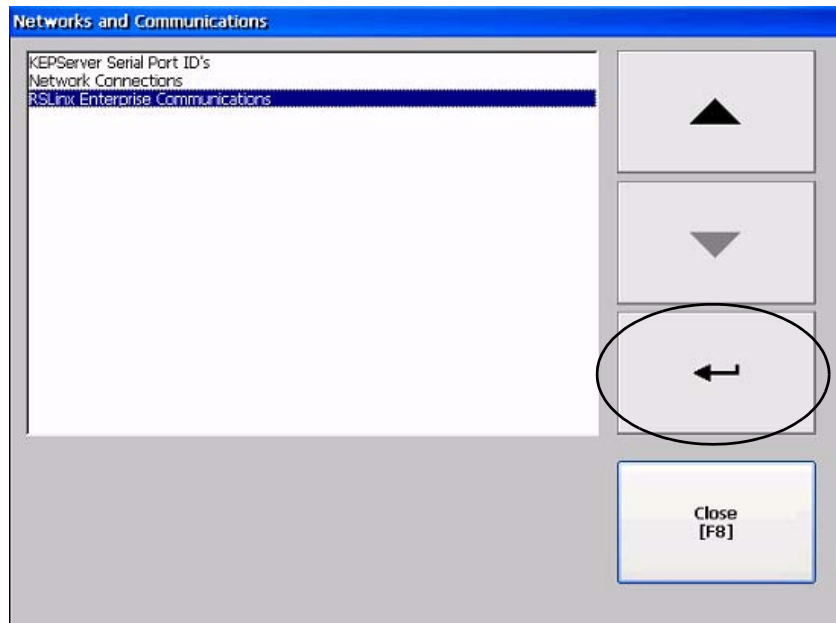 Networks and Communications
KEPServer Serial Port ID's
Network Connections
RSLinx Enterprise Communications
Close
[F8]